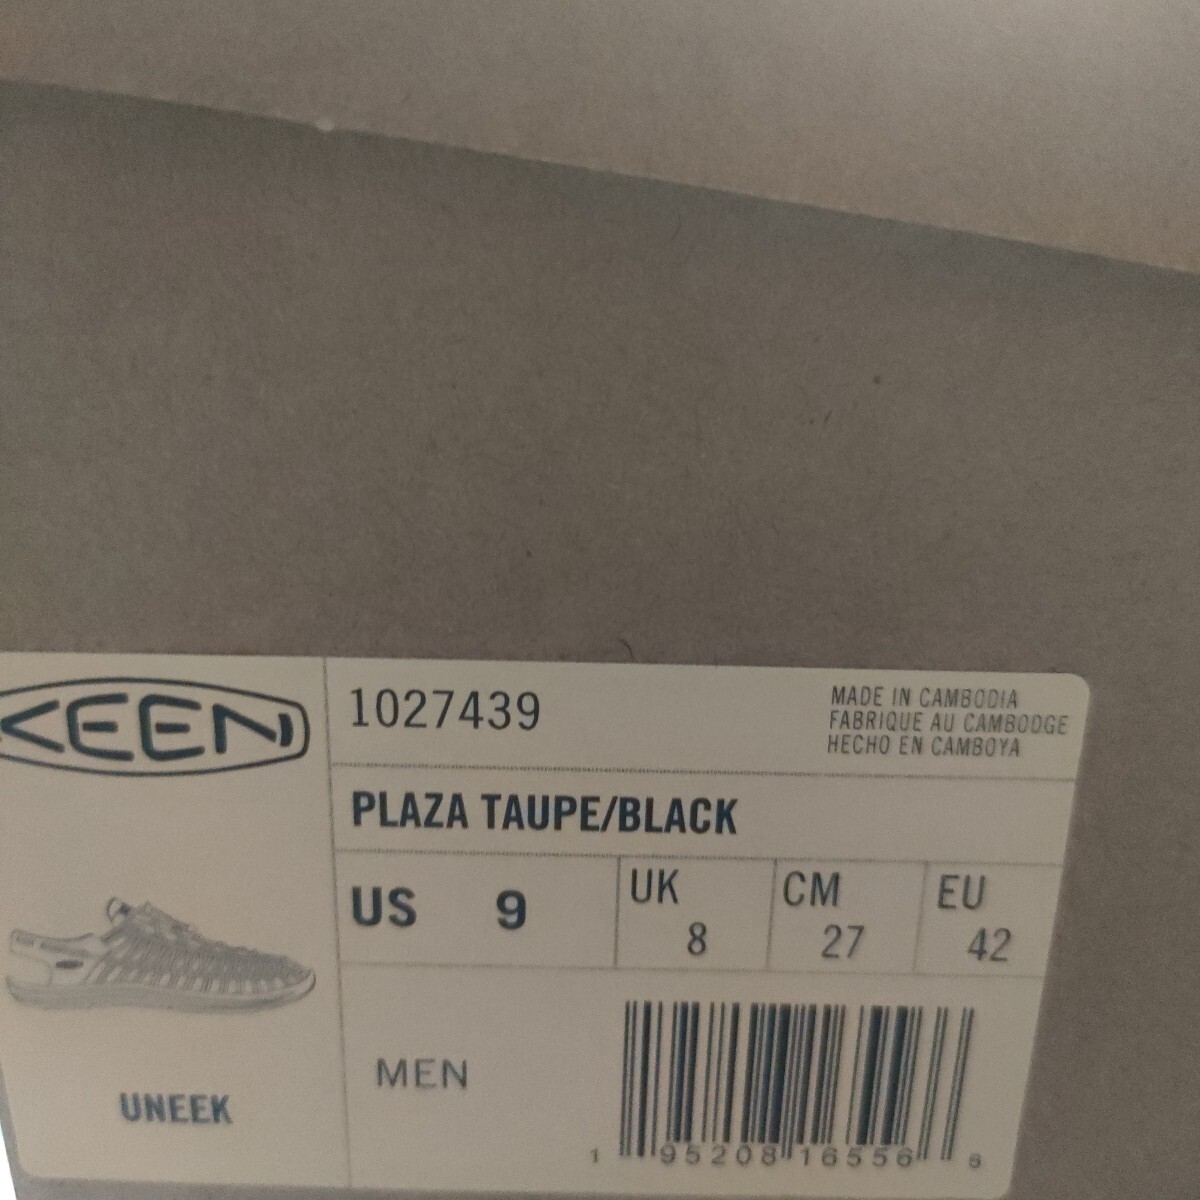 KEEN
1027439
MADE IN CAMBODIA
FABRIQUE AU CAMBODGE
HECHO EN CAMBOYA
PLAZA TAUPE/BLACK
US 9
UK 8
CM 27
EU 42
MEN
UNEEK
1 95208 16556 8